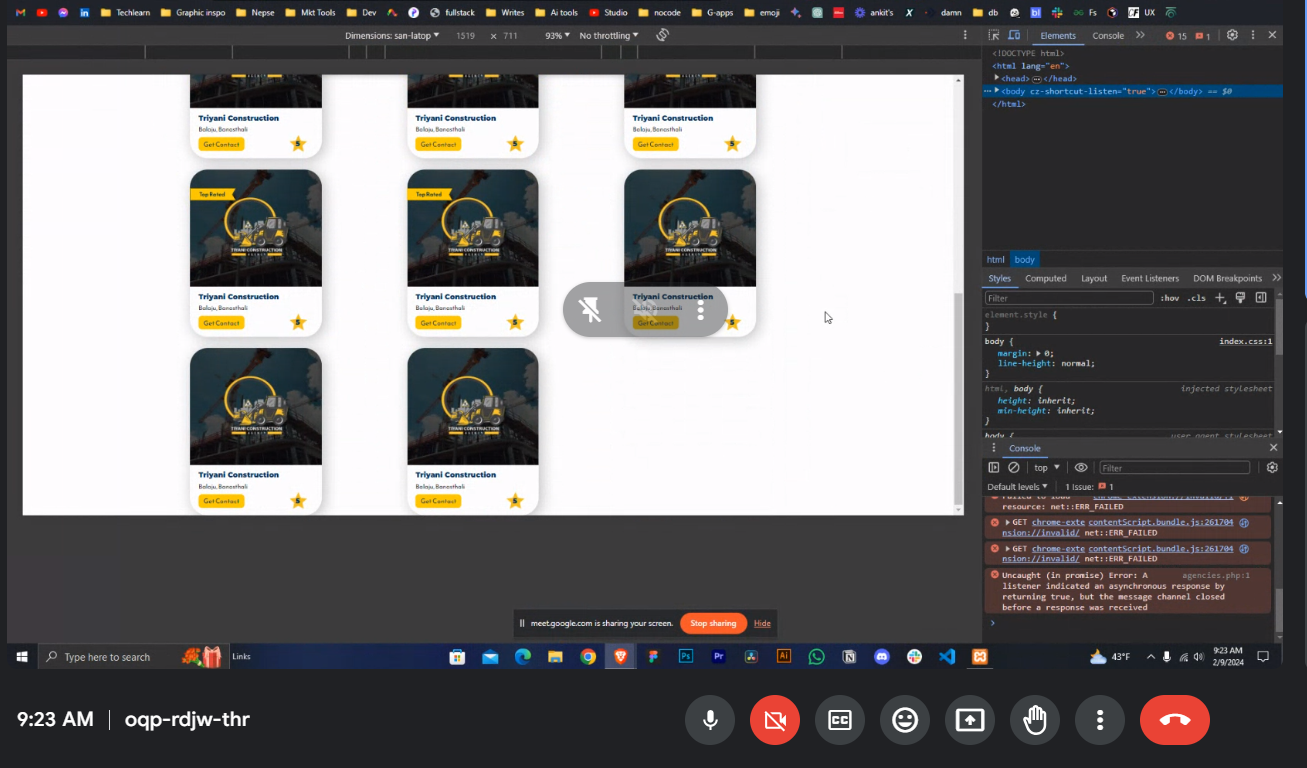 Techlearn Graphic inspo Nepse Mkt Tools Dev fullstack Writes Ai tools Studio nocode G-apps emoji ankit's X damn db bl Fs UX
Dimensions: san-latop 1519 × 711 93% No throttling
Elements Console 15 1
<!DOCTYPE html>
<html lang="en">
<head> </head>
<body cz-shortcut-listen="true"> </body> == $0
</html>
Triyani Construction Triyani Construction Triyani Construction
Balaju, Banasthali Balaju, Banasthali Balaju, Banasthali
Get Contact 5 Get Contact 5 Get Contact 5
Top Rated Top Rated
TRIYANI CONSTRUCTION TRIYANI CONSTRUCTION TRIYANI CONSTRUCTION
Triyani Construction Triyani Construction Triyani Construction
Balaju, Banasthali Balaju, Banasthali Balaju, Banasthali
Get Contact 5 Get Contact 5 Get Contact 5
TRIYANI CONSTRUCTION TRIYANI CONSTRUCTION
Triyani Construction Triyani Construction
Balaju, Banasthali Balaju, Banasthali
Get Contact 5 Get Contact 5
html body
Styles Computed Layout Event Listeners DOM Breakpoints
Filter :hov .cls
element.style {
}
body { index.css:1
margin: 0;
line-height: normal;
}
html, body { injected stylesheet
height: inherit;
min-height: inherit;
}
body { user agent stylesheet
Console
top Filter
Default levels 1 Issue: 1
Failed to load chrome-extension://invalid/:1
resource: net::ERR_FAILED
GET chrome-exte contentScript.bundle.js:261704
nsion://invalid/ net::ERR_FAILED
GET chrome-exte contentScript.bundle.js:261704
nsion://invalid/ net::ERR_FAILED
Uncaught (in promise) Error: A agencies.php:1
listener indicated an asynchronous response by
returning true, but the message channel closed
before a response was received
meet.google.com is sharing your screen. Stop sharing Hide
Type here to search Links Ps Pr Ai 43°F 9:23 AM
2/9/2024
9:23 AM oqp-rdjw-thr